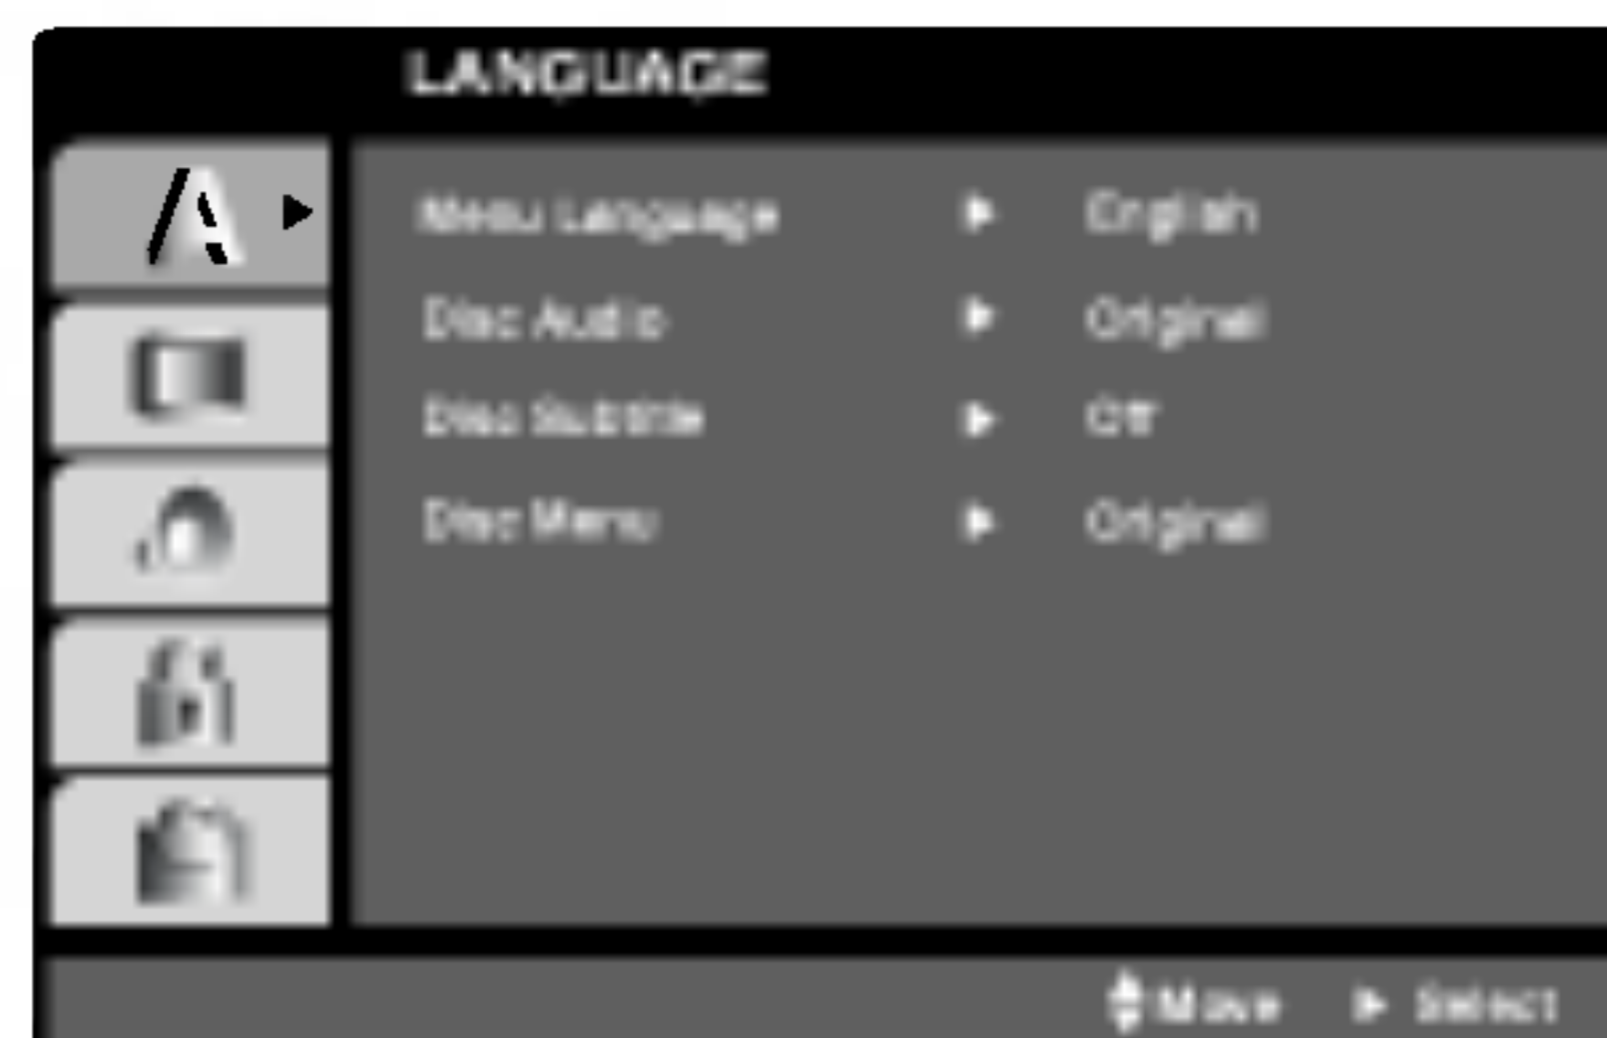 LANGUAGE
Menu Language ▶ English
Disc Audio ▶ Original
Disc Subtitle ▶ Off
Disc Menu ▶ Original
Move ▶ Select